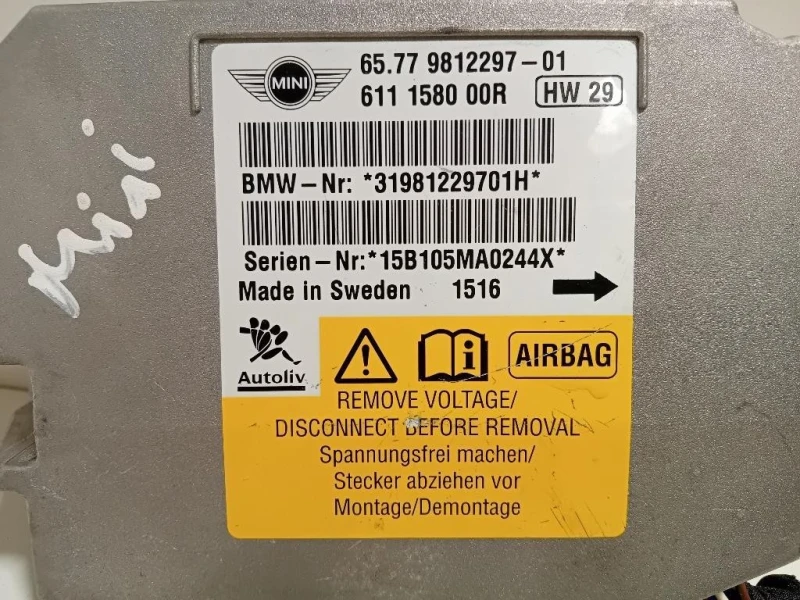 MINI
65.77 9812297-01
611 1580 00R HW 29
BMW-Nr: *31981229701H*
Serien-Nr:*15B105MA0244X*
Made in Sweden 1516
Autoliv
AIRBAG
REMOVE VOLTAGE/
DISCONNECT BEFORE REMOVAL
Spannungsfrei machen/
Stecker abziehen vor
Montage/Demontage